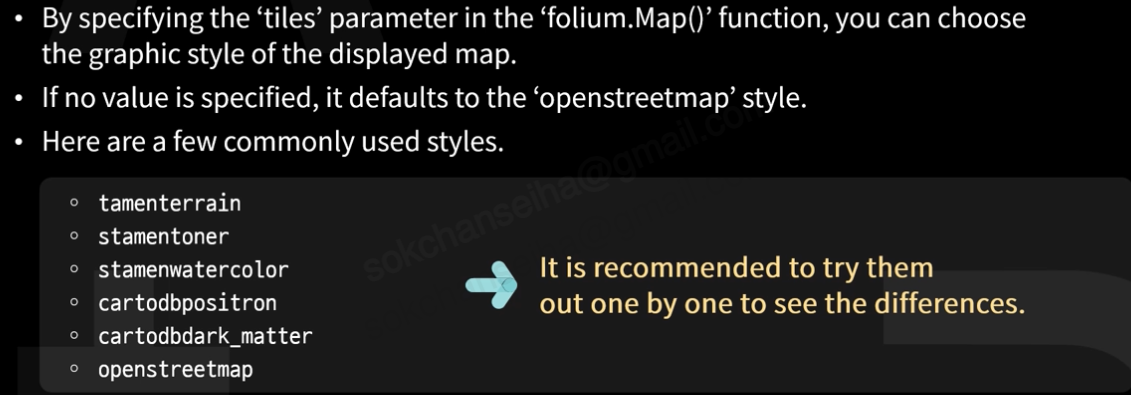 • By specifying the ‘tiles’ parameter in the ‘folium.Map()’ function, you can choose
the graphic style of the displayed map.
• If no value is specified, it defaults to the ‘openstreetmap’ style.
• Here are a few commonly used styles.
◦ tamenterrain
◦ stamentoner
◦ stamenwatercolor
◦ cartodbpositron
◦ cartodbdark_matter
◦ openstreetmap
It is recommended to try them
out one by one to see the differences.
sokchanseiha@gmail.com